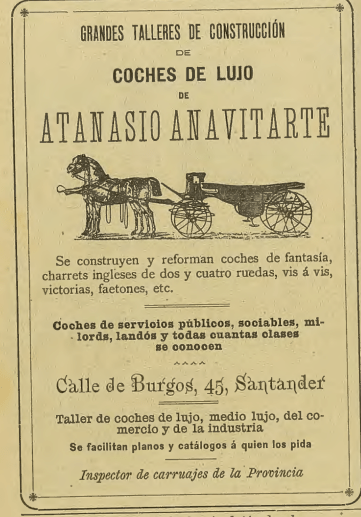 GRANDES TALLERES DE CONSTRUCCIÓN
DE
COCHES DE LUJO
DE
ATANASIO ANAVITARTE
Se construyen y reforman coches de fantasía,
charrets ingleses de dos y cuatro ruedas, vis á vis,
victorias, faetones, etc.
Coches de servicios públicos, sociables, mi-
lords, landós y todas cuantas clases
se conocen
Calle de Burgos, 45, Santander
Taller de coches de lujo, medio lujo, del co-
mercio y de la industria
Se facilitan planos y catálogos á quien los pida
Inspector de carruajes de la Provincia